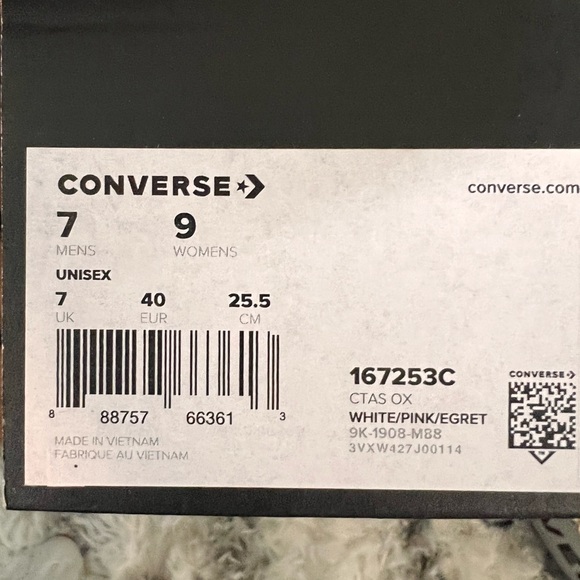 CONVERSE
converse.com
7 9
MENS WOMENS
UNISEX
7 40 25.5
UK EUR CM
8 88757 66361 3
MADE IN VIETNAM
FABRIQUE AU VIETNAM
167253C
CTAS OX
WHITE/PINK/EGRET
9K-1908-M88
3VXW427J00114
CONVERSE